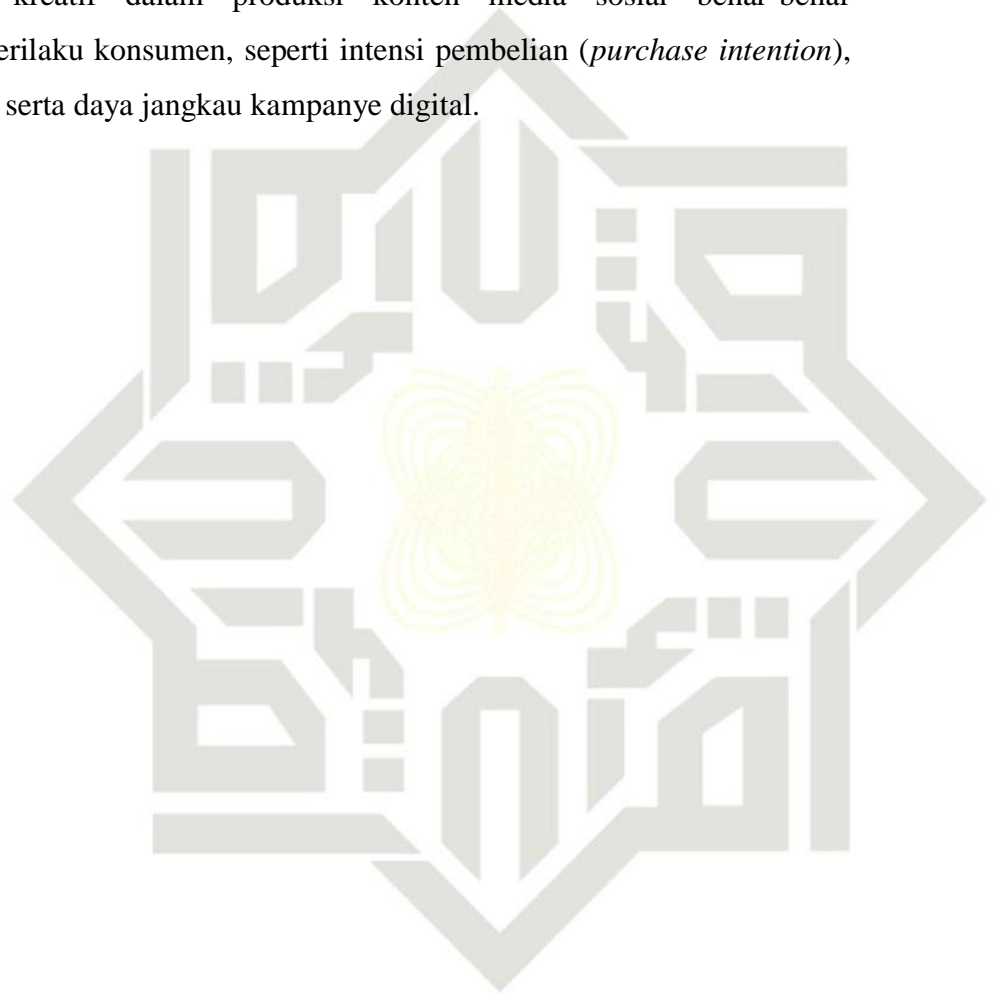 kreatif dalam produksi konten media sosial benar-benar
erilaku konsumen, seperti intensi pembelian (purchase intention),
serta daya jangkau kampanye digital.